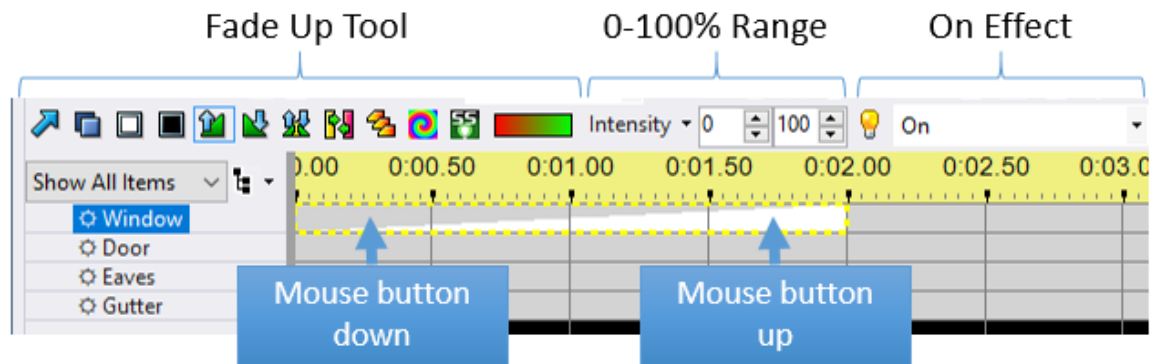 Fade Up Tool 0-100% Range On Effect
SS Intensity 0 100 On
Show All Items 0.00 0:00.50 0:01.00 0:01.50 0:02.00 0:02.50 0:03.0
Window
Door
Eaves
Gutter
Mouse button
down
Mouse button
up